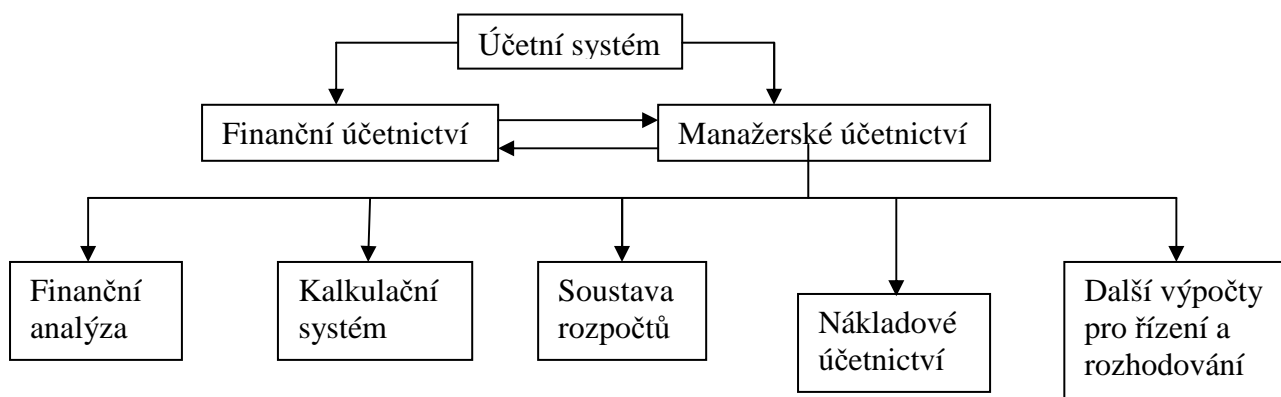 Účetní systém
Finanční účetnictví
Manažerské účetnictví
Finanční
analýza
Kalkulační
systém
Soustava
rozpočtů
Nákladové
účetnictví
Další výpočty
pro řízení a
rozhodování